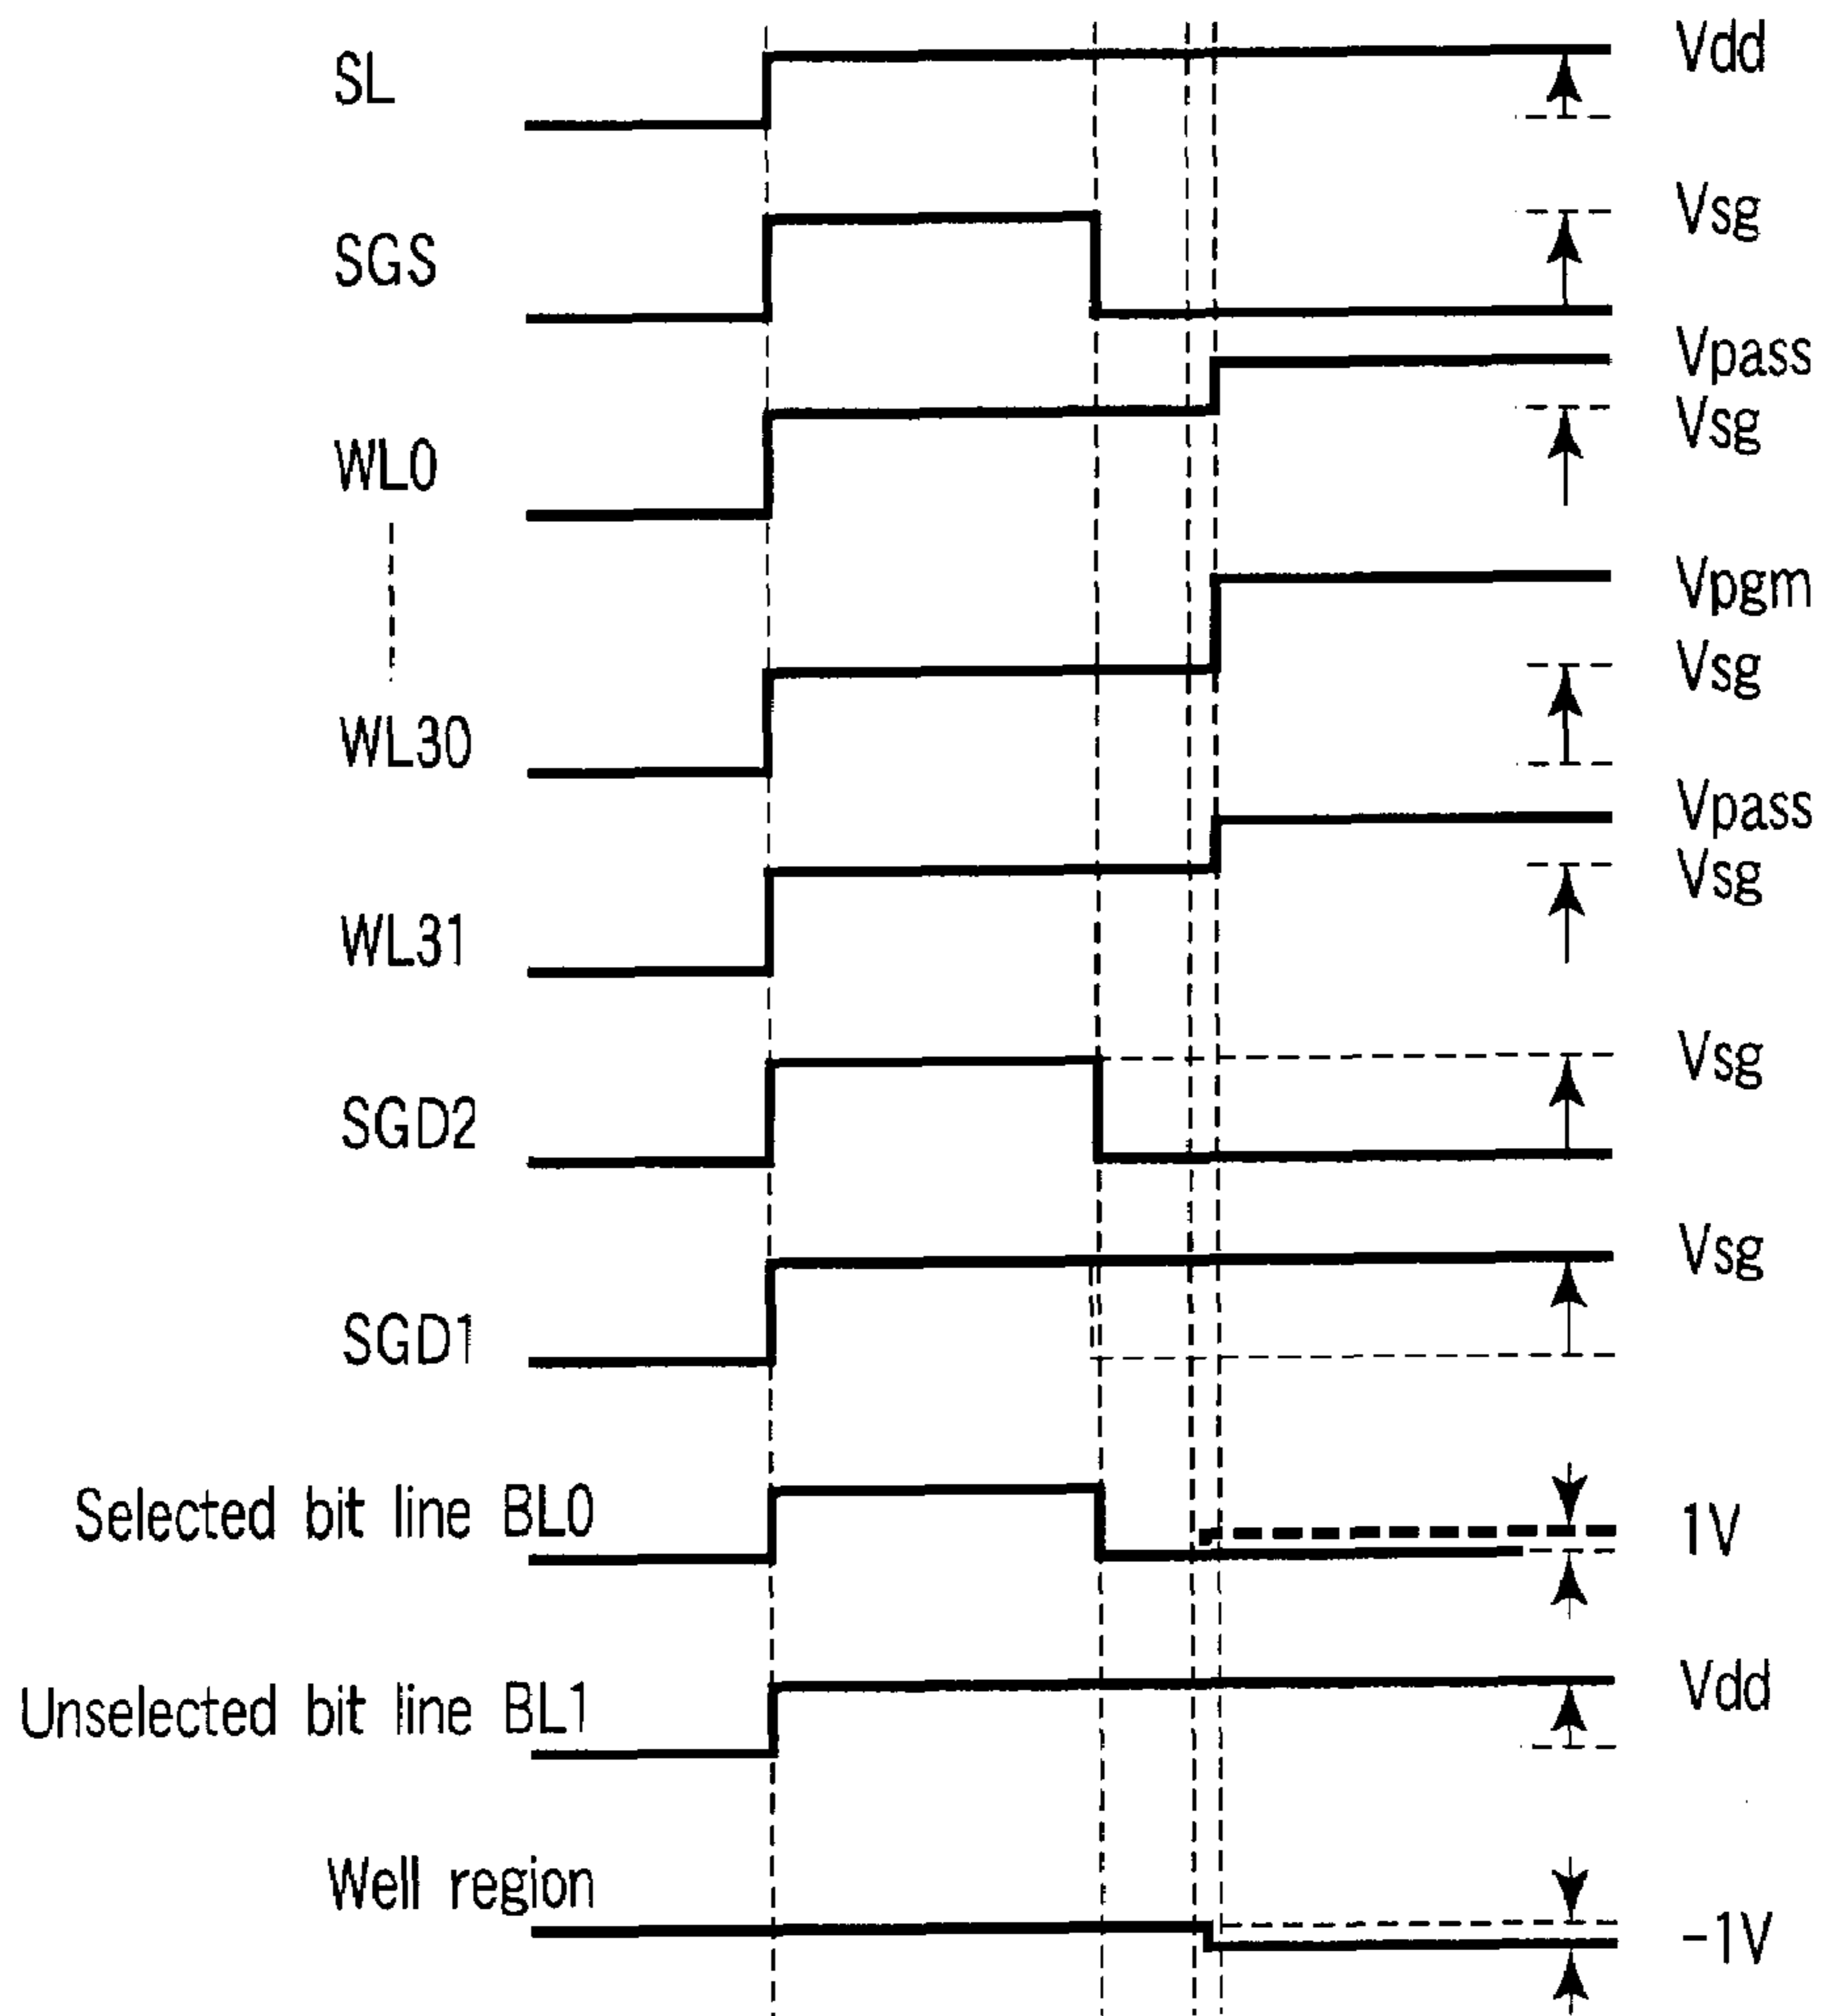 SL
Vdd
SGS
Vsg
Vpass
WL0
Vsg
Vpgm
WL30
Vsg
Vpass
WL31
Vsg
SGD2
Vsg
SGD1
Vsg
Selected bit line BL0
1V
Unselected bit line BL1
Vdd
Well region
-1V